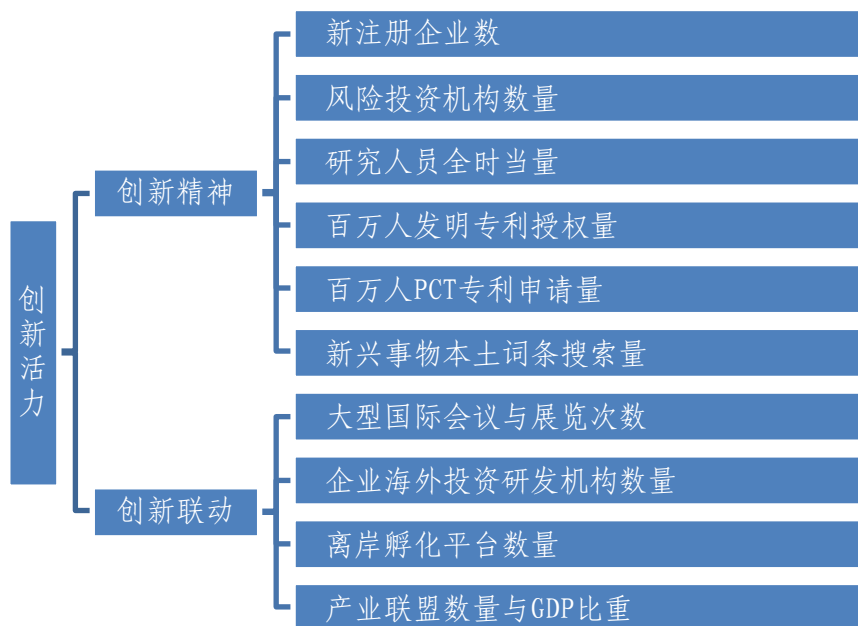 创新活力
创新精神
新注册企业数
风险投资机构数量
研究人员全时当量
百万人发明专利授权量
百万人PCT专利申请量
新兴事物本土词条搜索量
创新联动
大型国际会议与展览次数
企业海外投资研发机构数量
离岸孵化平台数量
产业联盟数量与GDP比重